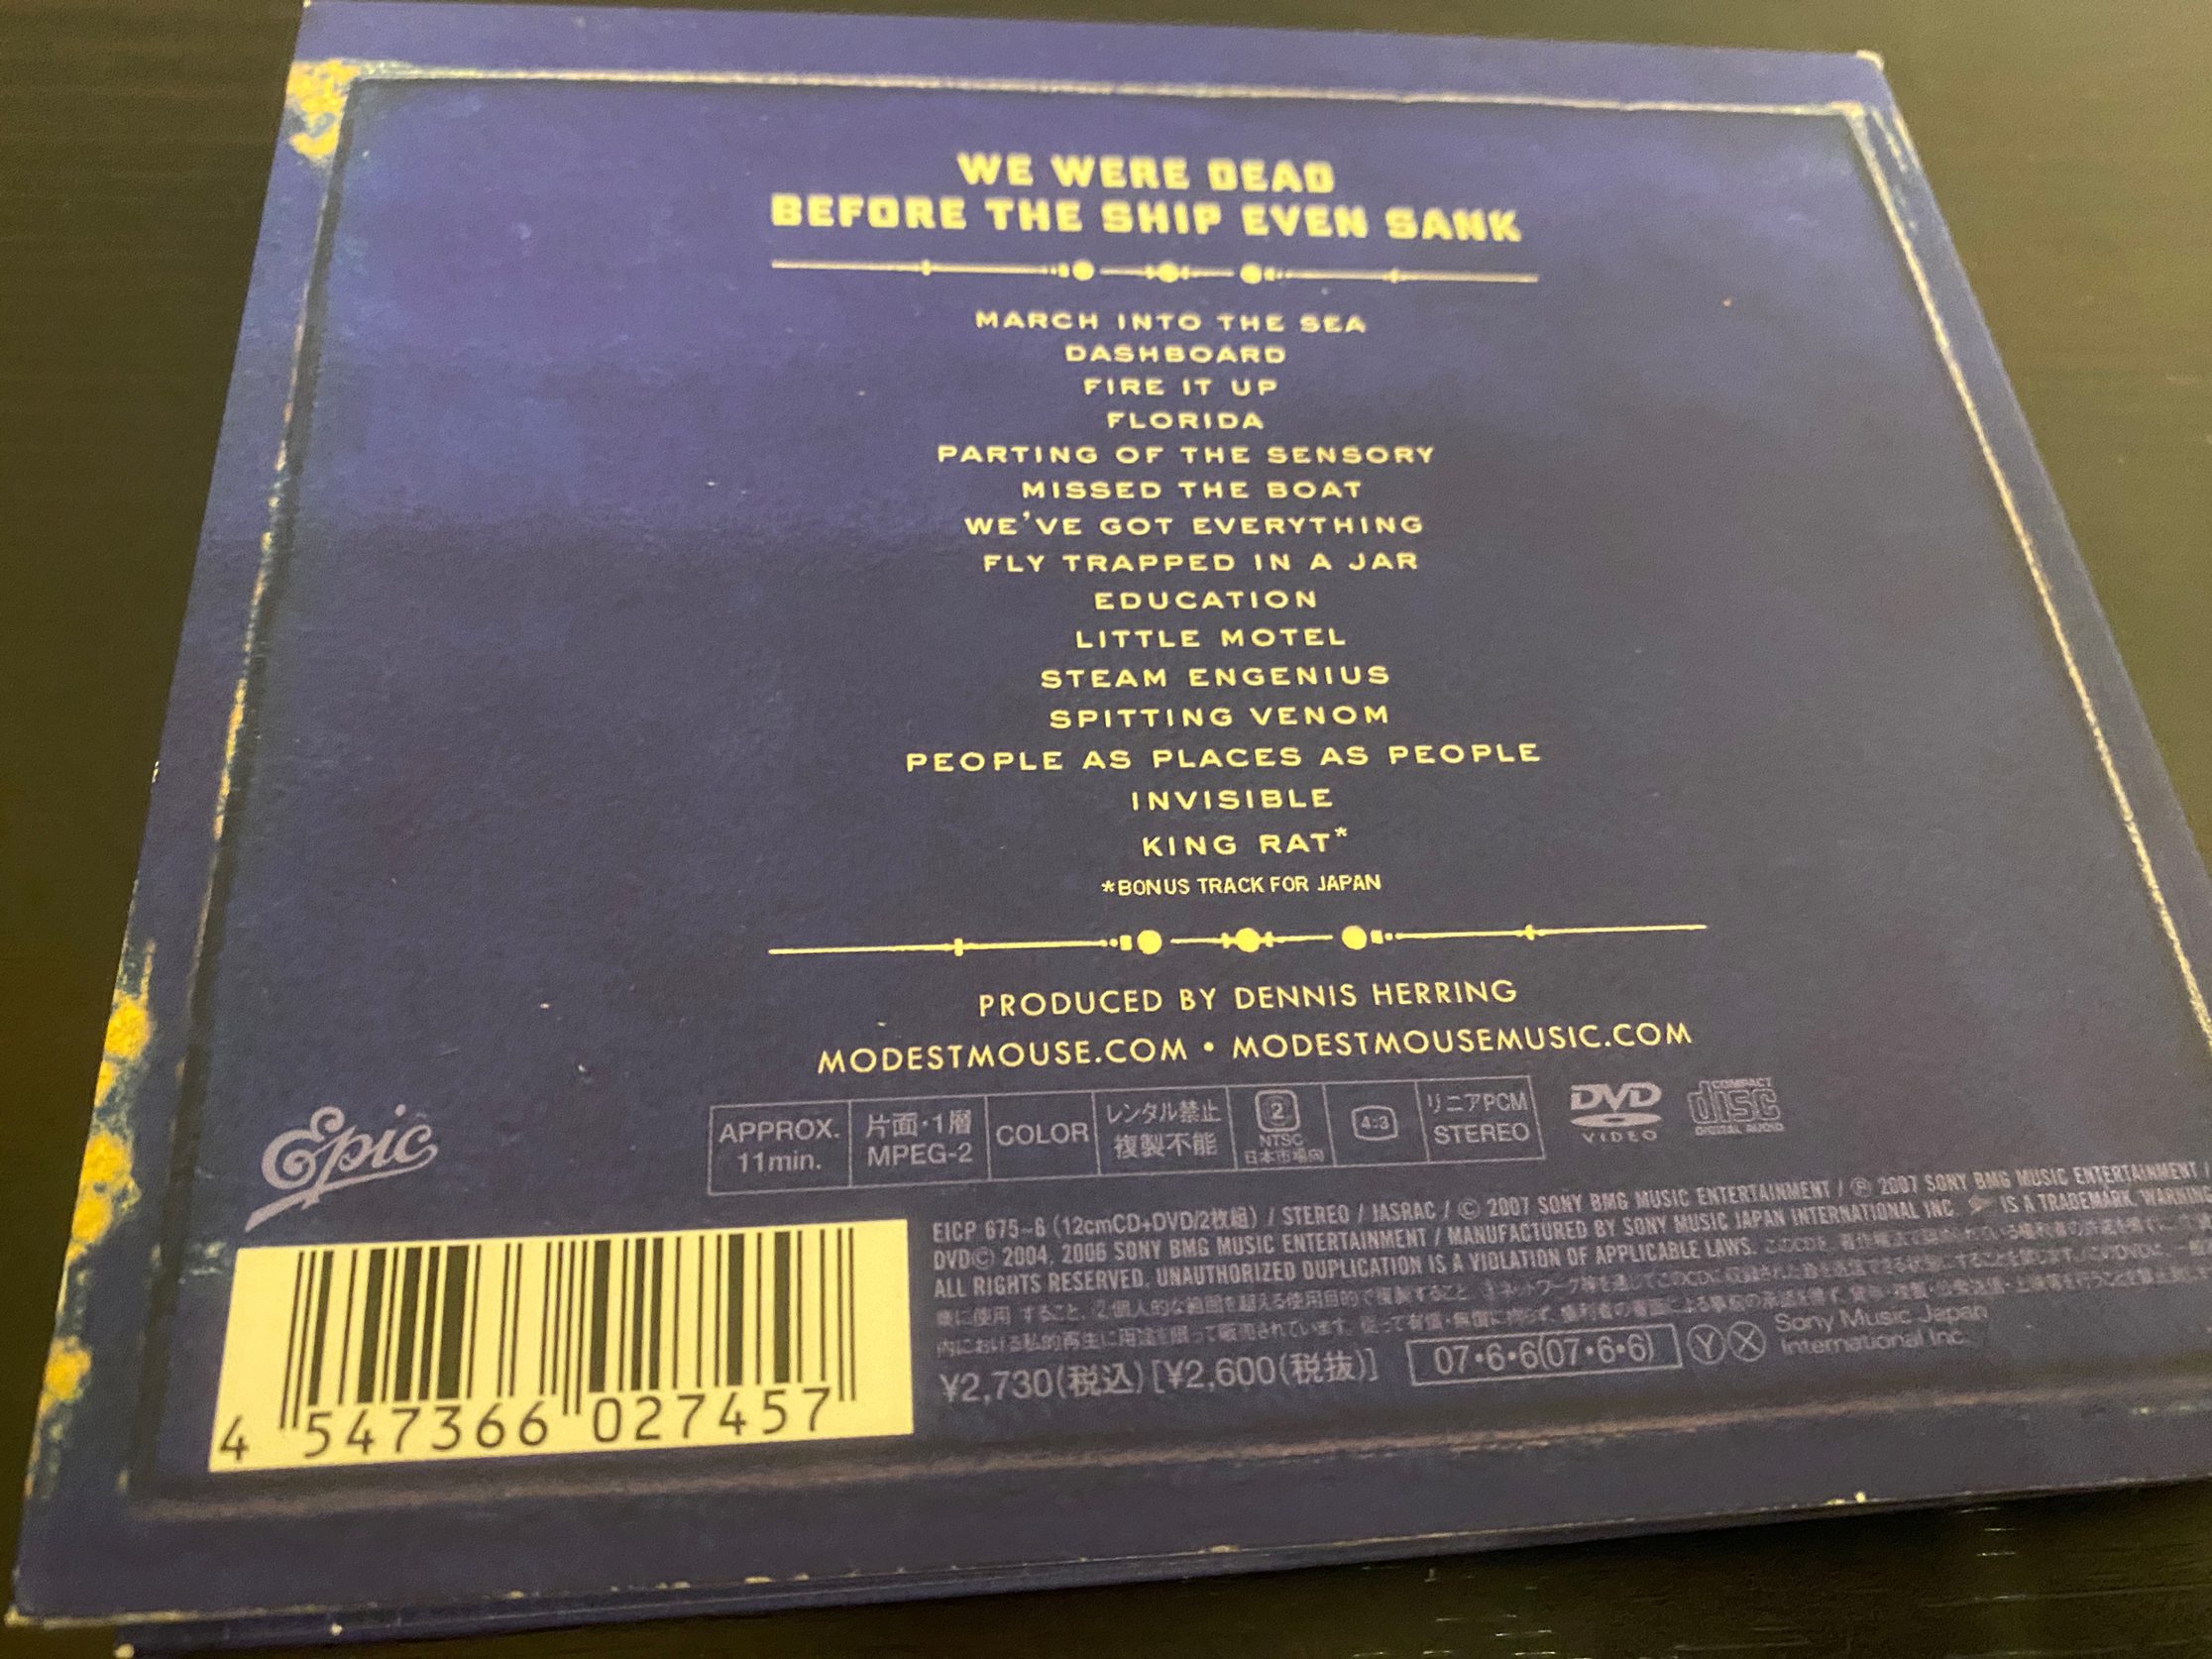 WE WERE DEAD
BEFORE THE SHIP EVEN SANK
MARCH INTO THE SEA
DASHBOARD
FIRE IT UP
FLORIDA
PARTING OF THE SENSORY
MISSED THE BOAT
WE'VE GOT EVERYTHING
FLY TRAPPED IN A JAR
EDUCATION
LITTLE MOTEL
STEAM ENGENIUS
SPITTING VENOM
PEOPLE AS PLACES AS PEOPLE
INVISIBLE
KING RAT*
*BONUS TRACK FOR JAPAN
PRODUCED BY DENNIS HERRING
MODESTMOUSE.COM • MODESTMOUSEMUSIC.COM
Epic
APPROX.
11min.
片面・1層
MPEG-2
COLOR
レンタル禁止
複製不能
2
NTSC
日本市場向
4:3
リニアPCM
STEREO
DVD
VIDEO
COMPACT
disc
DIGITAL AUDIO
EICP 675~6 (12cmCD+DVD/2枚組) / STEREO / JASRAC / Ⓒ 2007 SONY BMG MUSIC ENTERTAINMENT / Ⓟ 2007 SONY BMG MUSIC ENTERTAINMENT /
DVDⒸ 2004, 2006 SONY BMG MUSIC ENTERTAINMENT / MANUFACTURED BY SONY MUSIC JAPAN INTERNATIONAL INC. IS A TRADEMARK. WARNING
ALL RIGHTS RESERVED. UNAUTHORIZED DUPLICATION IS A VIOLATION OF APPLICABLE LAWS.
¥2,730(税込)[¥2,600(税抜)]
07•6•6(07•6•6)
Ⓨ Ⓧ
Sony Music Japan
International Inc.
4 547366 027457